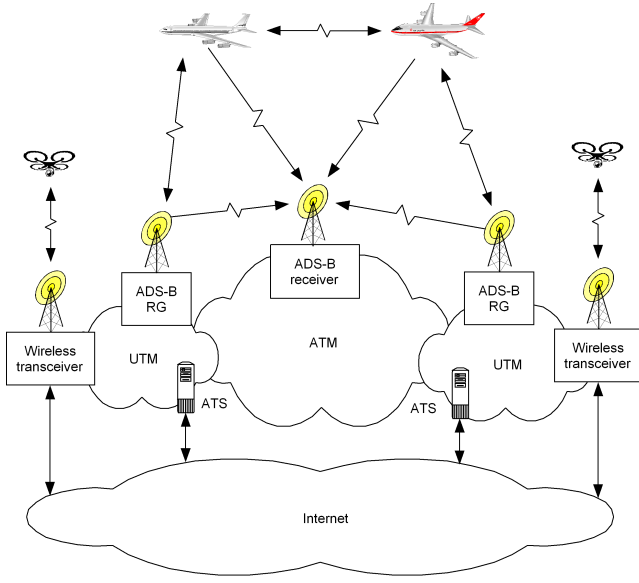 ADS-B
receiver
ADS-B
RG
ADS-B
RG
Wireless
transceiver
UTM
ATM
UTM
Wireless
transceiver
ATS
ATS
Internet